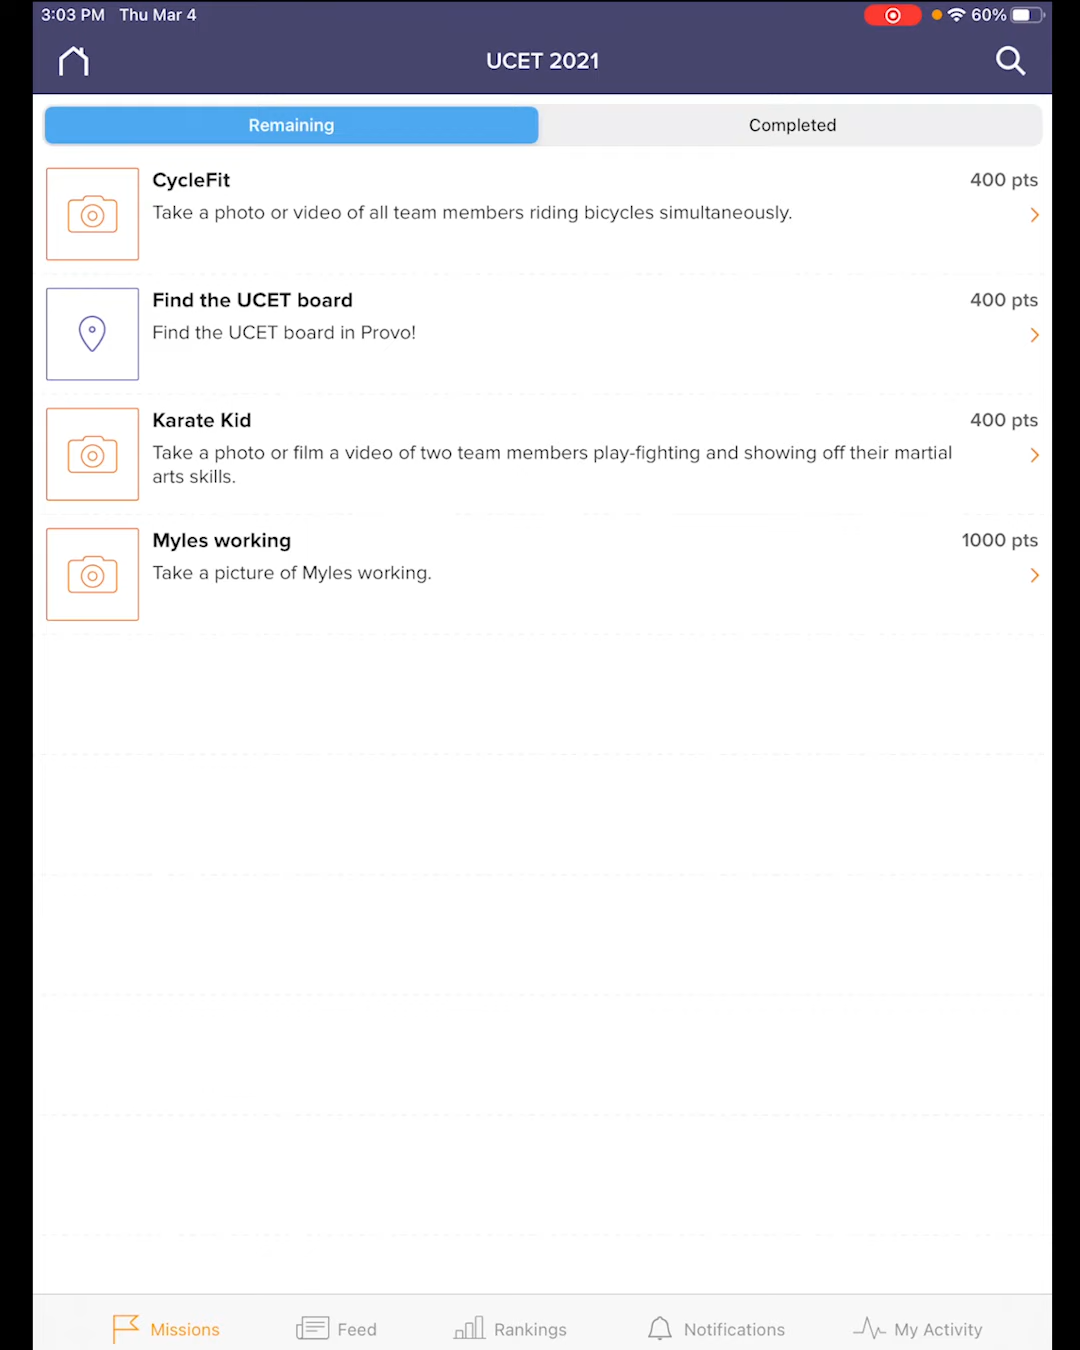 3:03 PM Thu Mar 4 60%
UCET 2021
Remaining Completed
CycleFit 400 pts
Take a photo or video of all team members riding bicycles simultaneously.
Find the UCET board 400 pts
Find the UCET board in Provo!
Karate Kid 400 pts
Take a photo or film a video of two team members play-fighting and showing off their martial
arts skills.
Myles working 1000 pts
Take a picture of Myles working.
Missions Feed Rankings Notifications My Activity